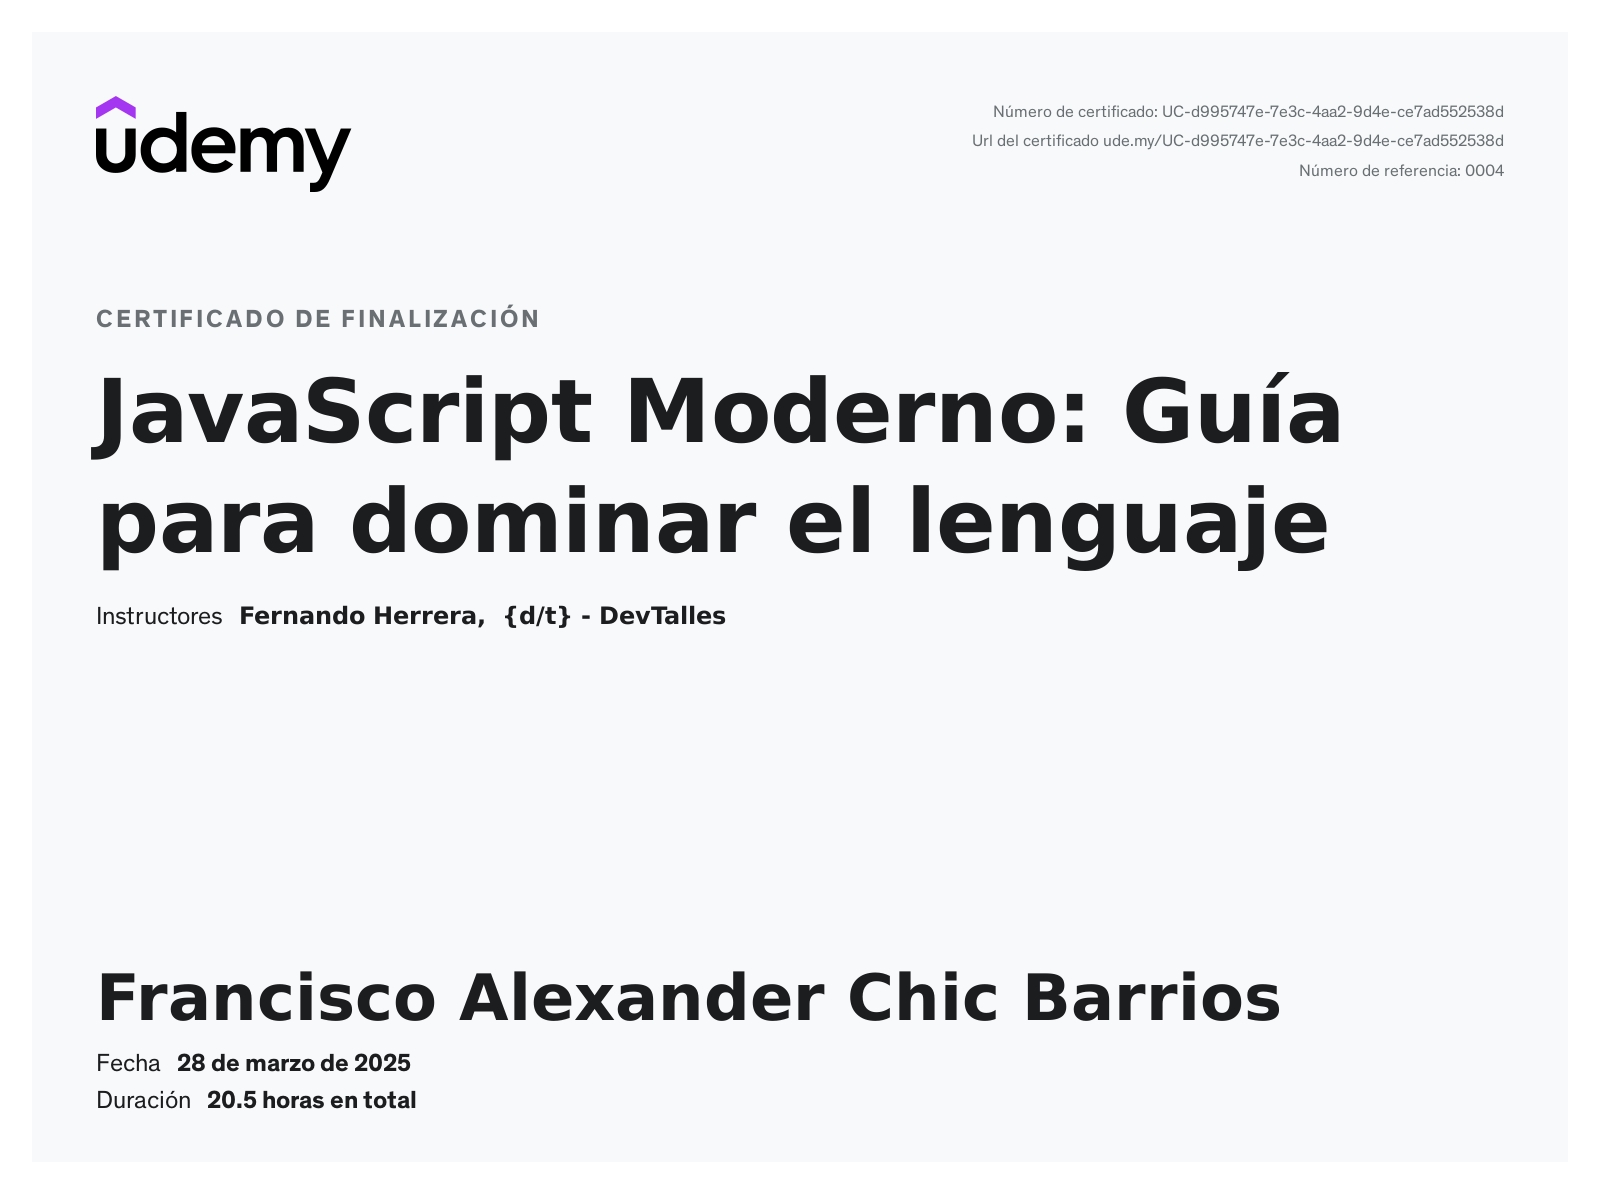 udemy
Número de certificado: UC-d995747e-7e3c-4aa2-9d4e-ce7ad552538d
Url del certificado ude.my/UC-d995747e-7e3c-4aa2-9d4e-ce7ad552538d
Número de referencia: 0004
CERTIFICADO DE FINALIZACIÓN
JavaScript Moderno: Guía
para dominar el lenguaje
Instructores Fernando Herrera, {d/t} - DevTalles
Francisco Alexander Chic Barrios
Fecha 28 de marzo de 2025
Duración 20.5 horas en total